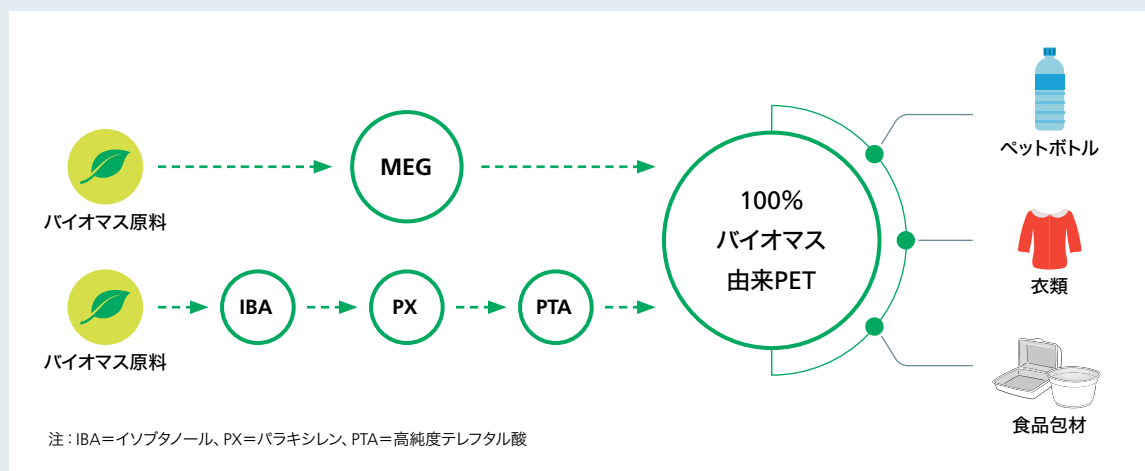 バイオマス原料
MEG
バイオマス原料
IBA
PX
PTA
100%
バイオマス
由来PET
ペットボトル
衣類
食品包材
注：IBA＝イソブタノール、PX＝パラキシレン、PTA＝高純度テレフタル酸